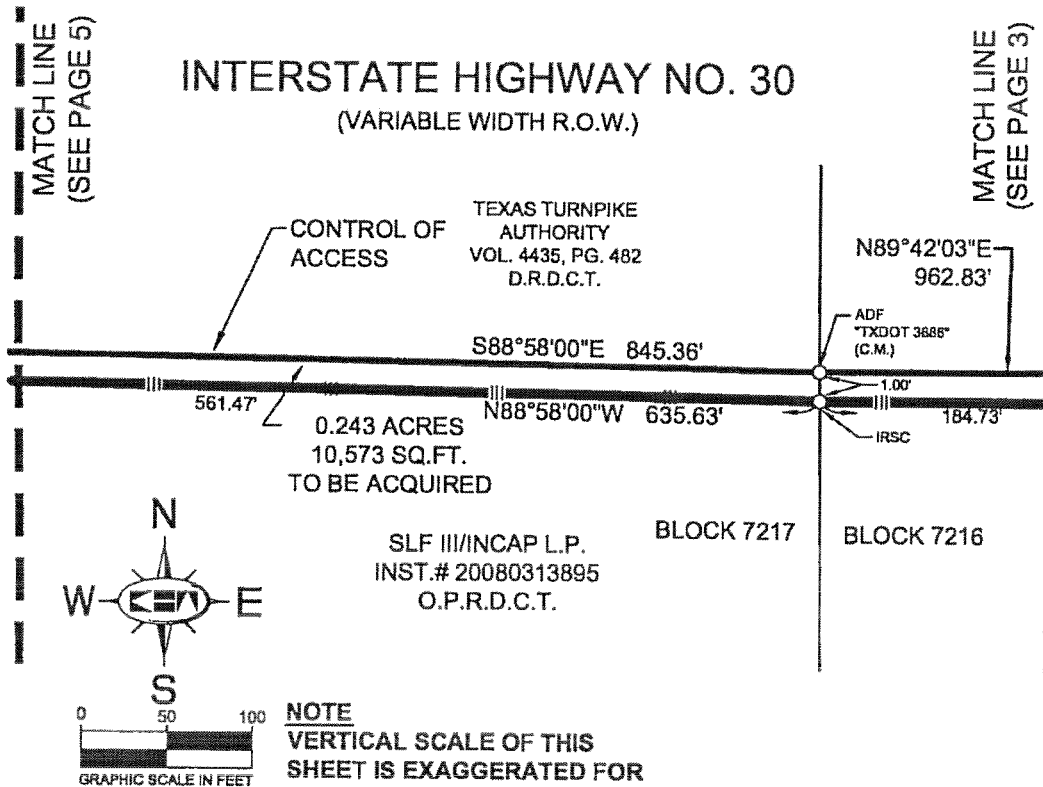 MATCH LINE
(SEE PAGE 5)
INTERSTATE HIGHWAY NO. 30
(VARIABLE WIDTH R.O.W.)
MATCH LINE
(SEE PAGE 3)
CONTROL OF
ACCESS
TEXAS TURNPIKE
AUTHORITY
VOL. 4435, PG. 482
D.R.D.C.T.
N89°42'03"E
962.83'
ADF
"TXDOT 3686"
(C.M.)
S88°58'00"E 845.36'
1.00'
561.47'
N88°58'00"W 635.63'
184.73'
IRSC
0.243 ACRES
10,573 SQ.FT.
TO BE ACQUIRED
BLOCK 7217
BLOCK 7216
SLF III/INCAP L.P.
INST.# 20080313895
O.P.R.D.C.T.
N
W
E
S
0 50 100
GRAPHIC SCALE IN FEET
NOTE
VERTICAL SCALE OF THIS
SHEET IS EXAGGERATED FOR